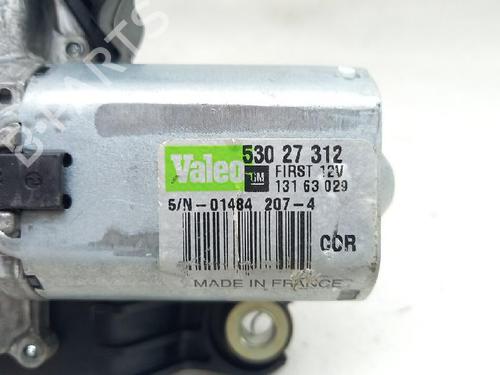 B-PARTS
Valeo 530 27 312
GM FIRST 12V
131 63 029
S/N-01484 207-4
CCR
MADE IN FRANCE